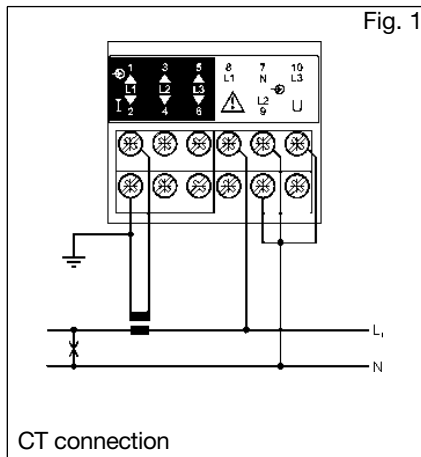 Fig. 1
1 3 5 8 7 10
L1 N L3
L1 L2 L3
I L2 U
2 4 6 9
L1
N
CT connection